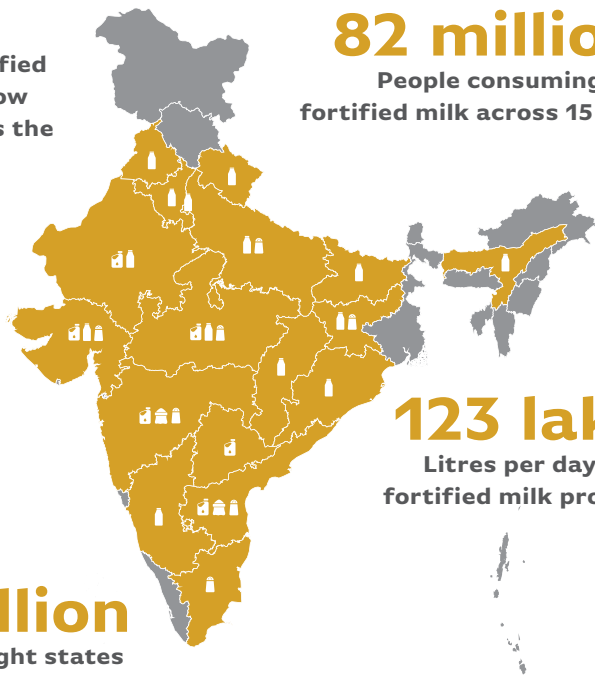 82 millio
fied
People consuming
ow
fortified milk across 15
s the
123 lak
Litres per day
fortified milk pro
llion
ght states